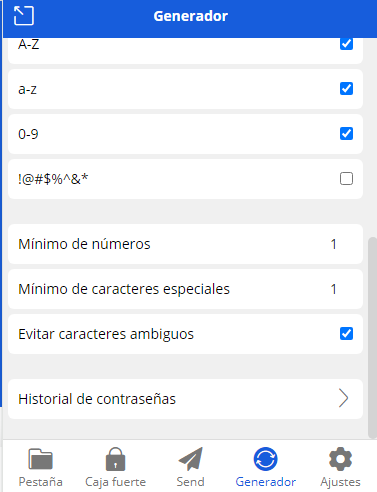 Generador
A-Z
a-z
0-9
!@#$%^&*
Mínimo de números 1
Mínimo de caracteres especiales 1
Evitar caracteres ambiguos
Historial de contraseñas
Pestaña Caja fuerte Send Generador Ajustes